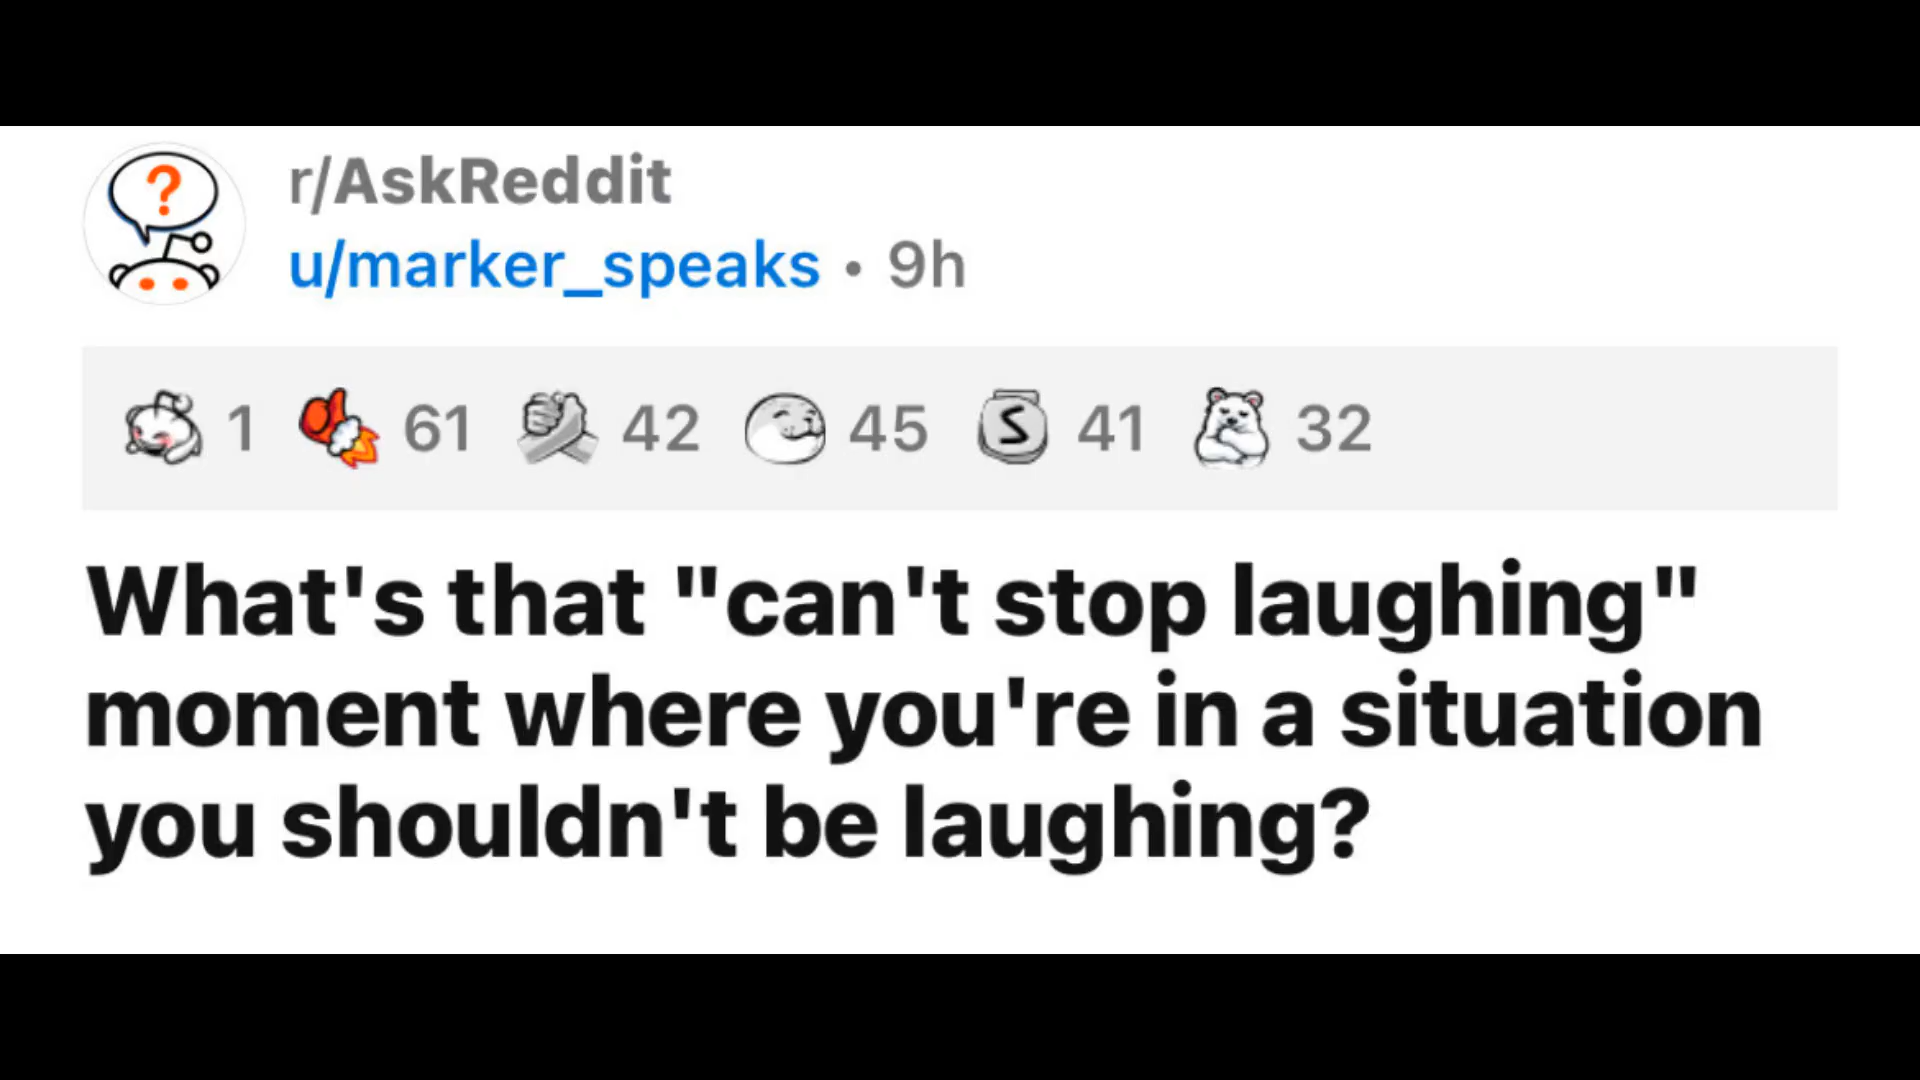 ?
r/AskReddit
u/marker_speaks • 9h
1 61 42 45 S 41 32
What's that "can't stop laughing"
moment where you're in a situation
you shouldn't be laughing?